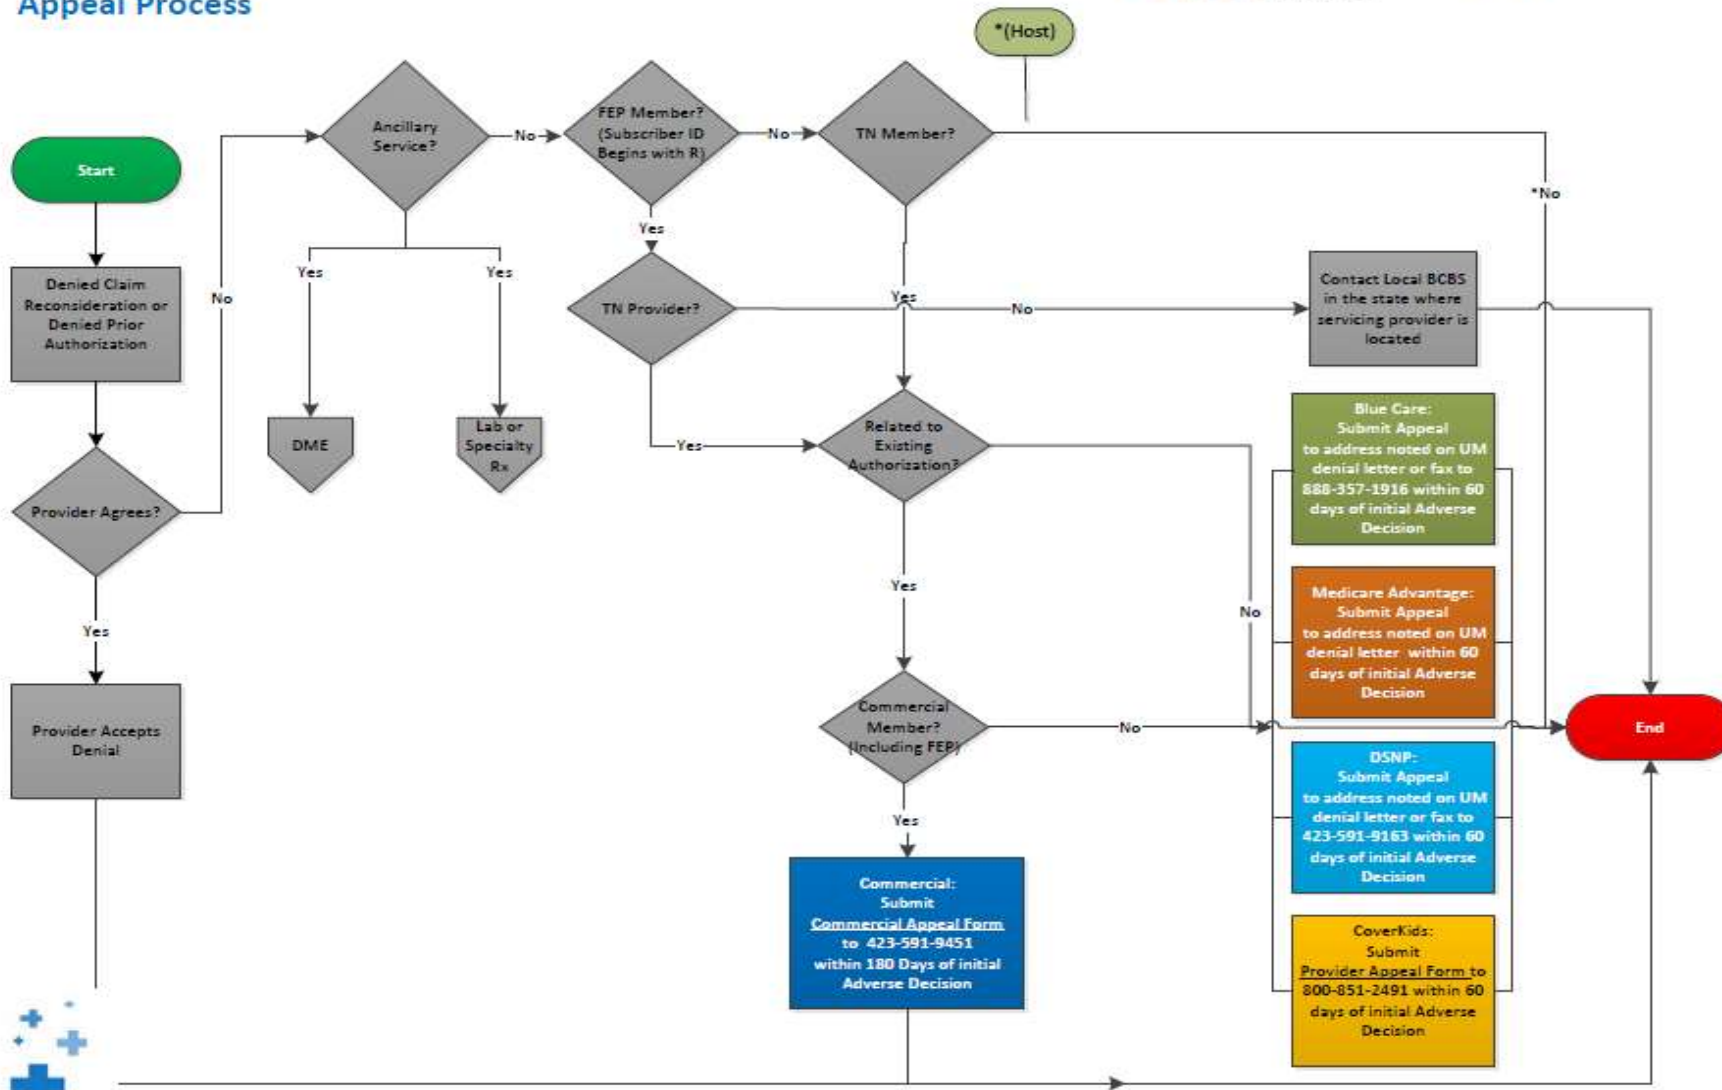 Appeal Process
*(Host)
Start
Denied Claim
Reconsideration or
Denied Prior
Authorization
Provider Agrees?
No
Yes
Provider Accepts
Denial
Ancillary
Service?
No
Yes
Yes
DME
Lab or
Specialty
Rx
FEP Member?
(Subscriber ID
Begins with R)
No
Yes
TN Provider?
No
Yes
TN Member?
*No
Yes
Contact Local BCBS
in the state where
servicing provider is
located
Related to
Existing
Authorization?
No
Yes
Commercial
Member?
(Including FEP)
No
Yes
Commercial:
Submit
Commercial Appeal Form
to 423-591-9451
within 180 Days of initial
Adverse Decision
Blue Care:
Submit Appeal
to address noted on UM
denial letter or fax to
888-357-1916 within 60
days of initial Adverse
Decision
Medicare Advantage:
Submit Appeal
to address noted on UM
denial letter within 60
days of initial Adverse
Decision
DSNP:
Submit Appeal
to address noted on UM
denial letter or fax to
423-591-9163 within 60
days of initial Adverse
Decision
CoverKids:
Submit
Provider Appeal Form to
800-851-2491 within 60
days of initial Adverse
Decision
End